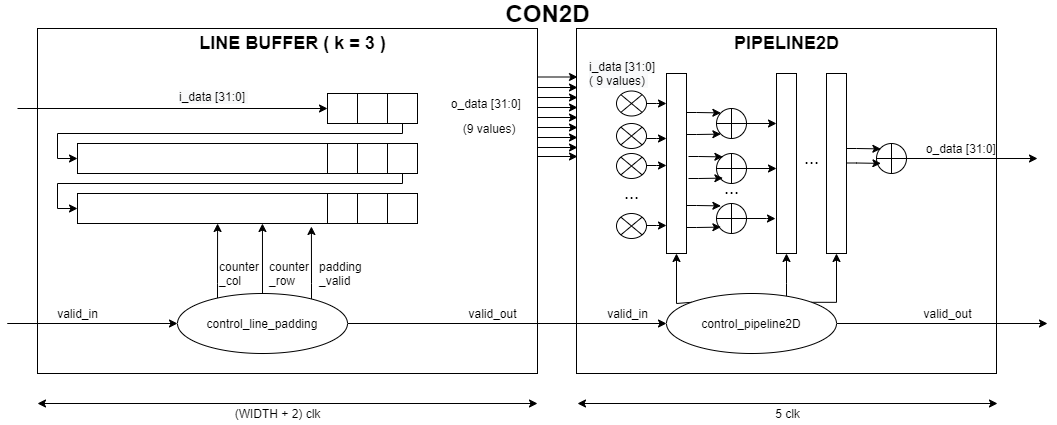 CON2D
LINE BUFFER ( k = 3 )
i_data [31:0]
o_data [31:0]
(9 values)
counter
_col
counter
_row
padding
_valid
valid_in
control_line_padding
valid_out
(WIDTH + 2) clk
PIPELINE2D
i_data [31:0]
( 9 values)
...
...
...
o_data [31:0]
valid_in
control_pipeline2D
valid_out
5 clk